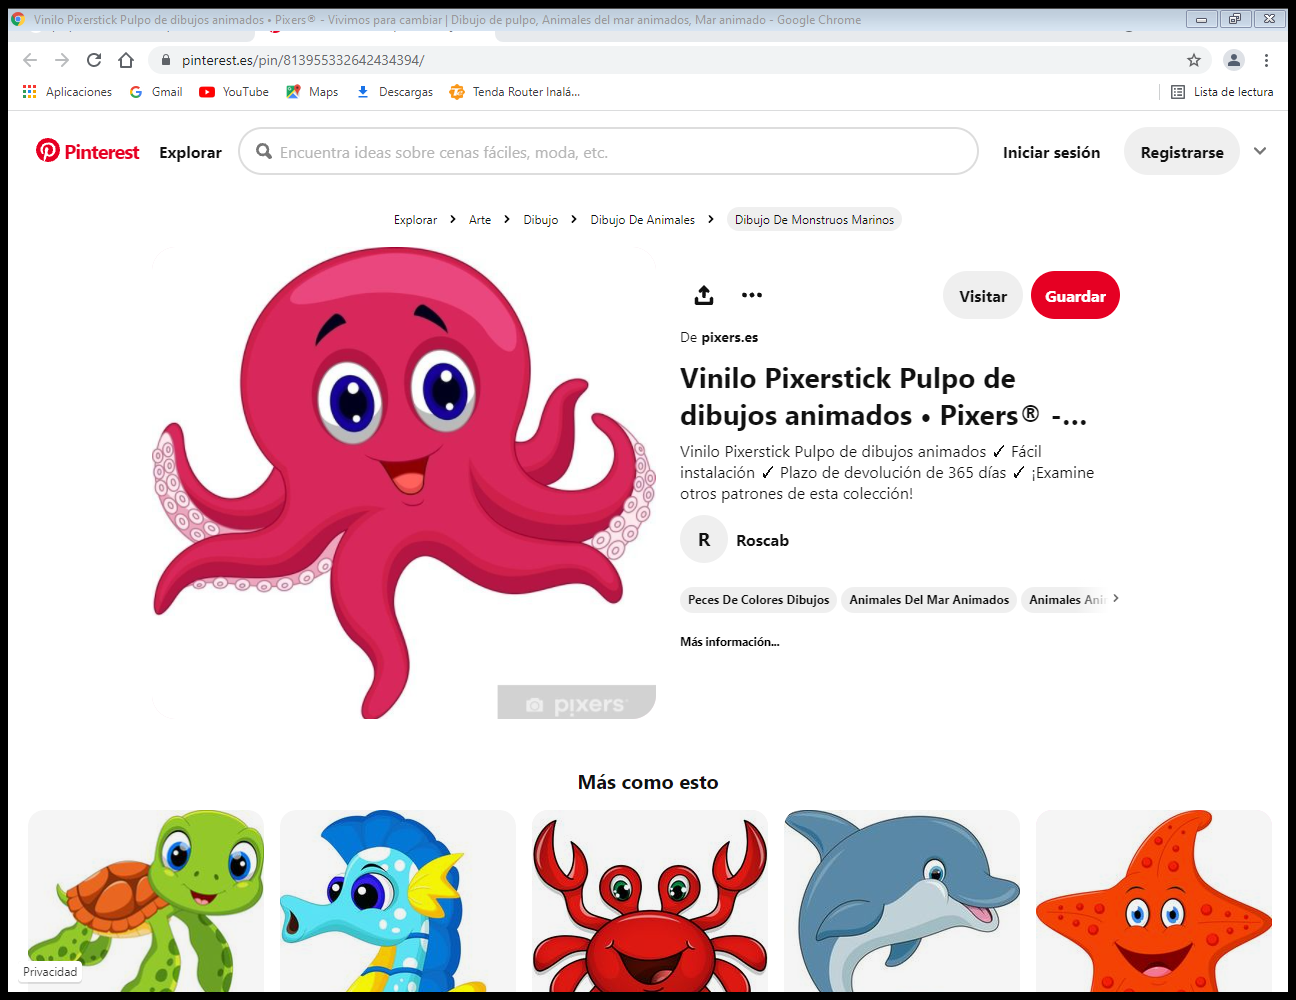 Vinilo Pixerstick Pulpo de dibujos animados • Pixers® - Vivimos para cambiar | Dibujo de pulpo, Animales del mar animados, Mar animado - Google Chrome
pinterest.es/pin/813955332642434394/
Aplicaciones Gmail YouTube Maps Descargas Tenda Router Inalá... Lista de lectura
Pinterest Explorar Encuentra ideas sobre cenas fáciles, moda, etc. Iniciar sesión Registrarse
Explorar > Arte > Dibujo > Dibujo De Animales > Dibujo De Monstruos Marinos
Visitar Guardar
De pixers.es
Vinilo Pixerstick Pulpo de
dibujos animados • Pixers® -...
Vinilo Pixerstick Pulpo de dibujos animados ✓ Fácil
instalación ✓ Plazo de devolución de 365 días ✓ ¡Examine
otros patrones de esta colección!
R Roscab
Peces De Colores Dibujos Animales Del Mar Animados Animales Ani
Más información...
pixers
Más como esto
Privacidad